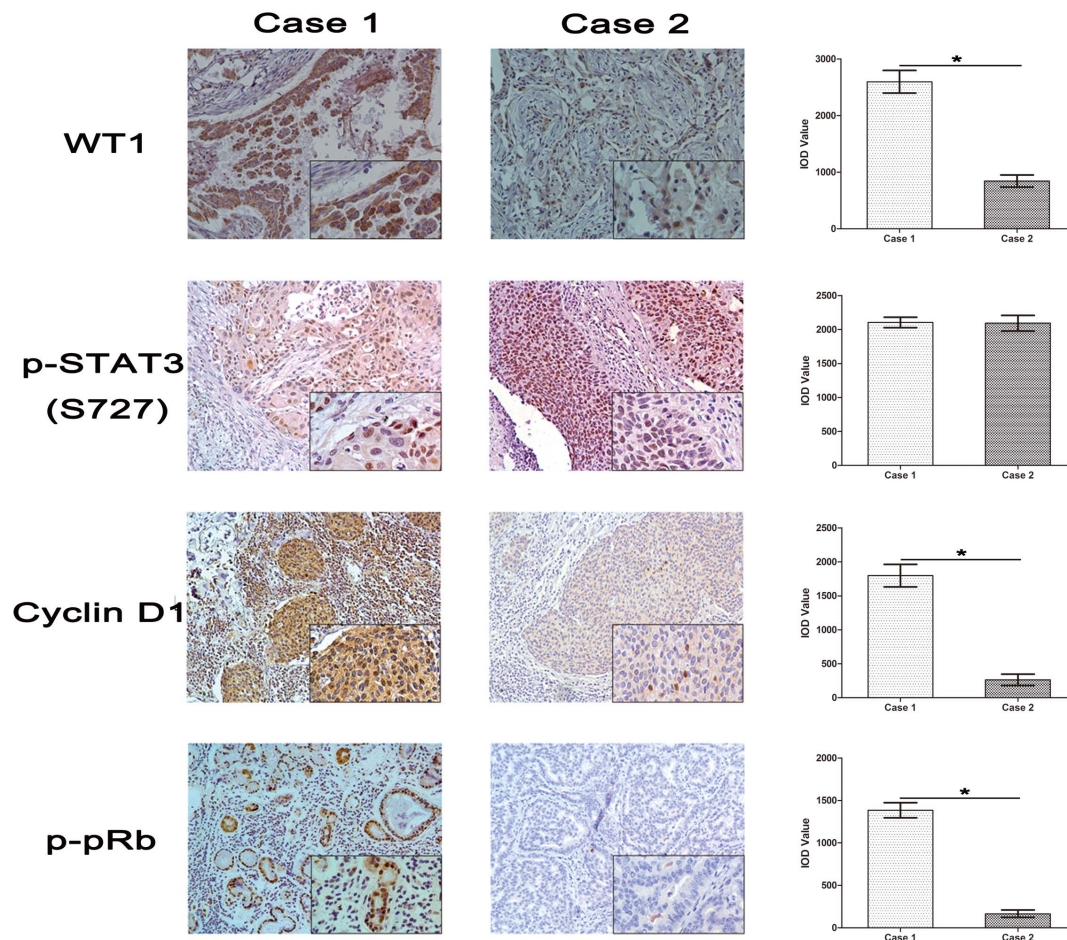 Case 1
Case 2
WT1
IOD Value
3000
2000
1000
0
*
Case 1
Case 2
p-STAT3
(S727)
IOD Value
2500
2000
1500
1000
500
0
Case 1
Case 2
Cyclin D1
IOD Value
2500
2000
1500
1000
500
0
*
Case 1
Case 2
p-pRb
IOD Value
2000
1500
1000
500
0
*
Case 1
Case 2